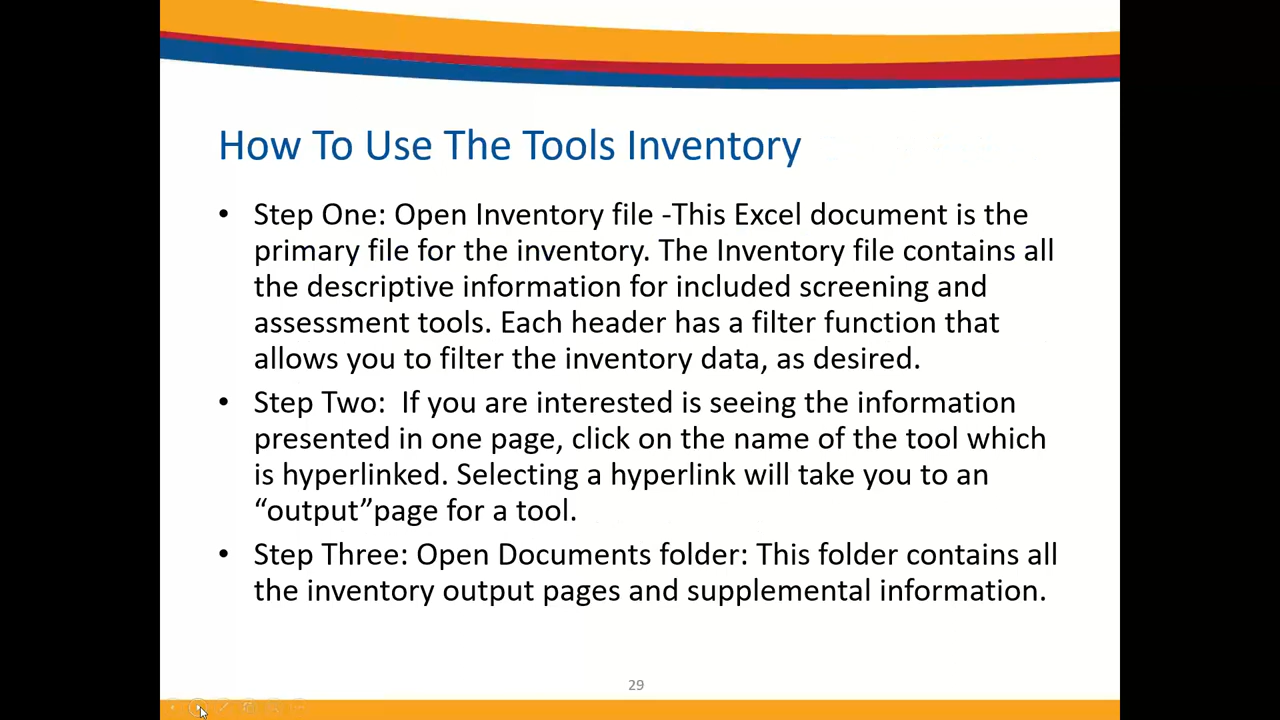 How To Use The Tools Inventory
• Step One: Open Inventory file -This Excel document is the
primary file for the inventory. The Inventory file contains all
the descriptive information for included screening and
assessment tools. Each header has a filter function that
allows you to filter the inventory data, as desired.
• Step Two:  If you are interested is seeing the information
presented in one page, click on the name of the tool which
is hyperlinked. Selecting a hyperlink will take you to an
“output”page for a tool.
• Step Three: Open Documents folder: This folder contains all
the inventory output pages and supplemental information.
29